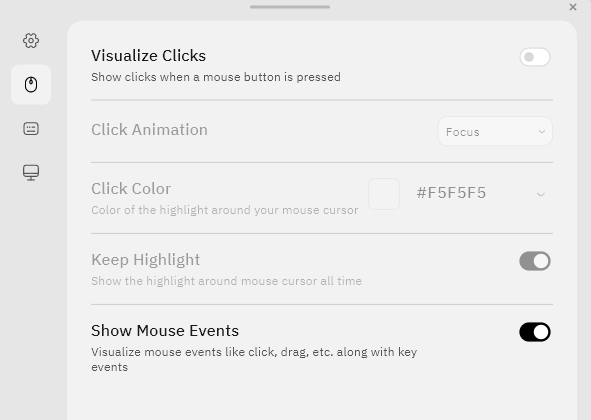 Visualize Clicks
Show clicks when a mouse button is pressed
Click Animation
Focus
Click Color
#F5F5F5
Color of the highlight around your mouse cursor
Keep Highlight
Show the highlight around mouse cursor all time
Show Mouse Events
Visualize mouse events like click, drag, etc. along with key
events